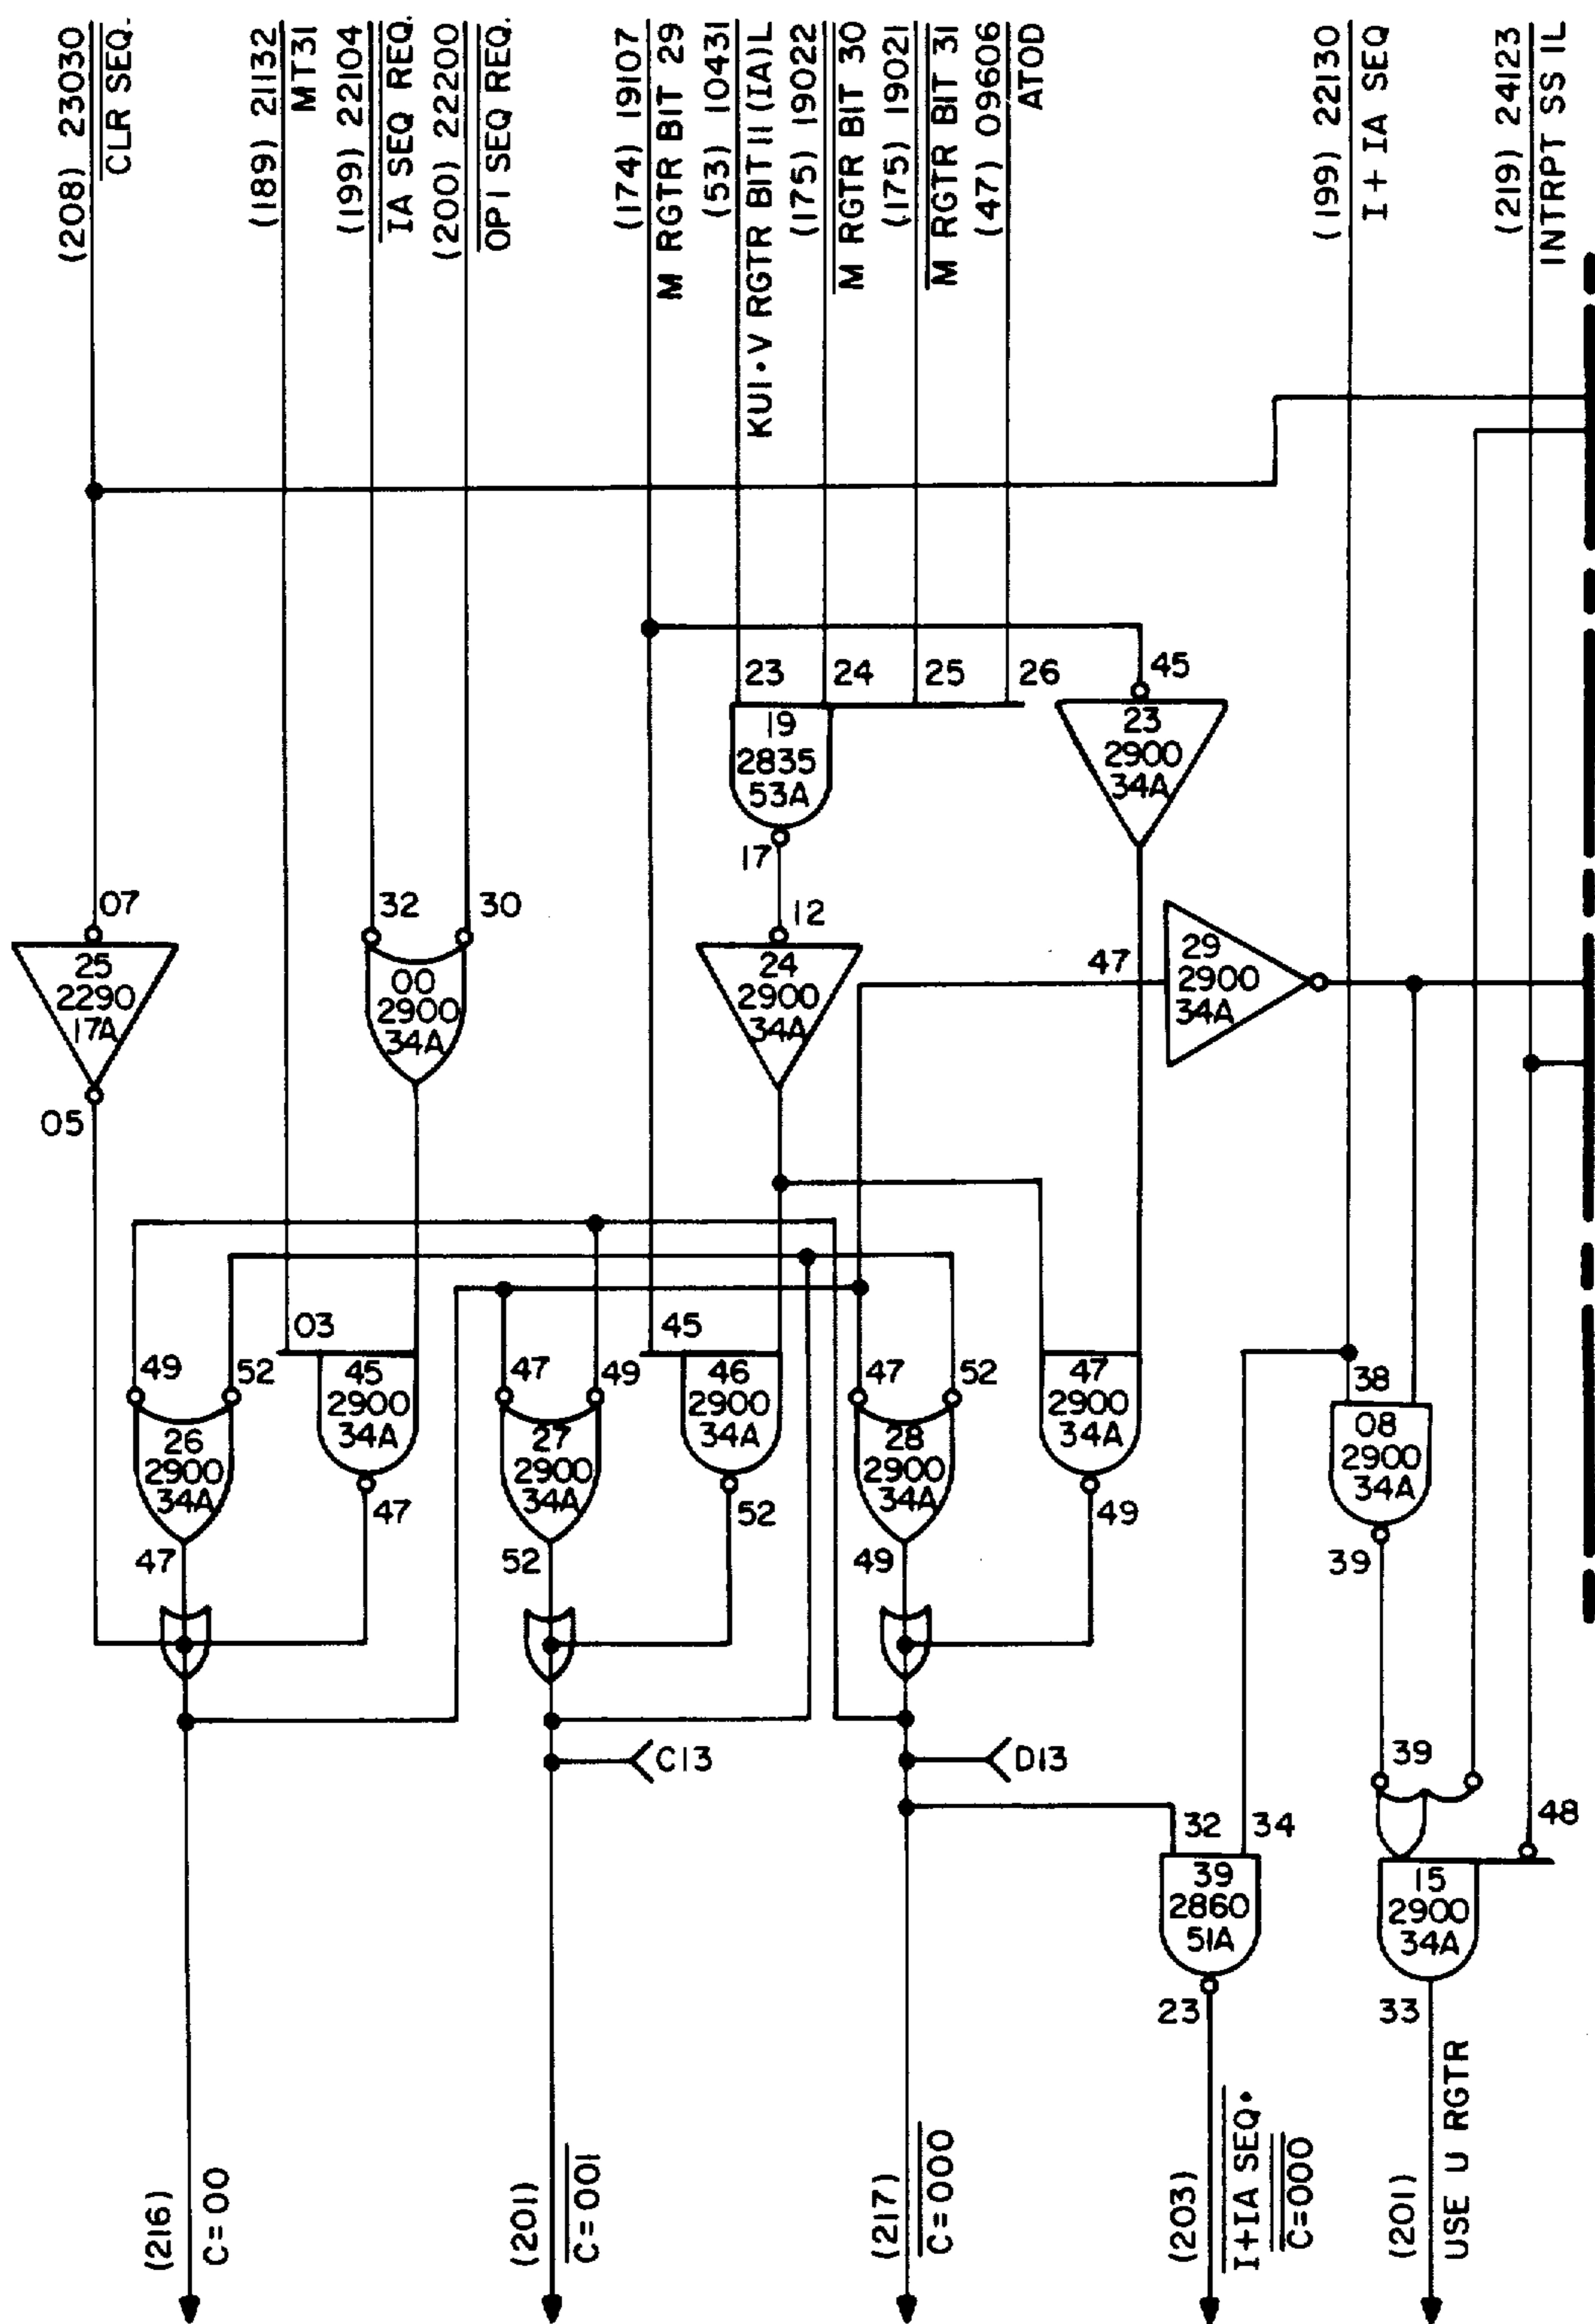 (208) 23030
CLR SEQ.
(189) 21132
MT31
(199) 22104
IA SEQ REQ.
(200) 22200
OPI SEQ REQ.
(174) 19107
M RGTR BIT 29
(53) 10431
KUI•V RGTR BIT 11 (IA)L
(175) 19022
M RGTR BIT 30
(175) 19021
M RGTR BIT 31
(47) 09606
ATOD
(199) 22130
I + IA SEQ
(219) 24123
INTRPT SS IL
23
24
25
26
45
19
2835
53A
23
2900
34A
17
07
32
30
12
47
25
2290
17A
00
2900
34A
24
2900
34A
29
2900
34A
05
03
45
49
52
45
2900
34A
47
49
46
2900
34A
47
52
47
2900
34A
38
26
2900
34A
27
2900
34A
28
2900
34A
08
2900
34A
47
47
52
52
49
49
39
C13
D13
39
48
32
34
39
2860
51A
15
2900
34A
23
33
(216)
C=00
(201)
C=001
(217)
C=000
(203)
I+IA SEQ•
C=000
(201)
USE U RGTR